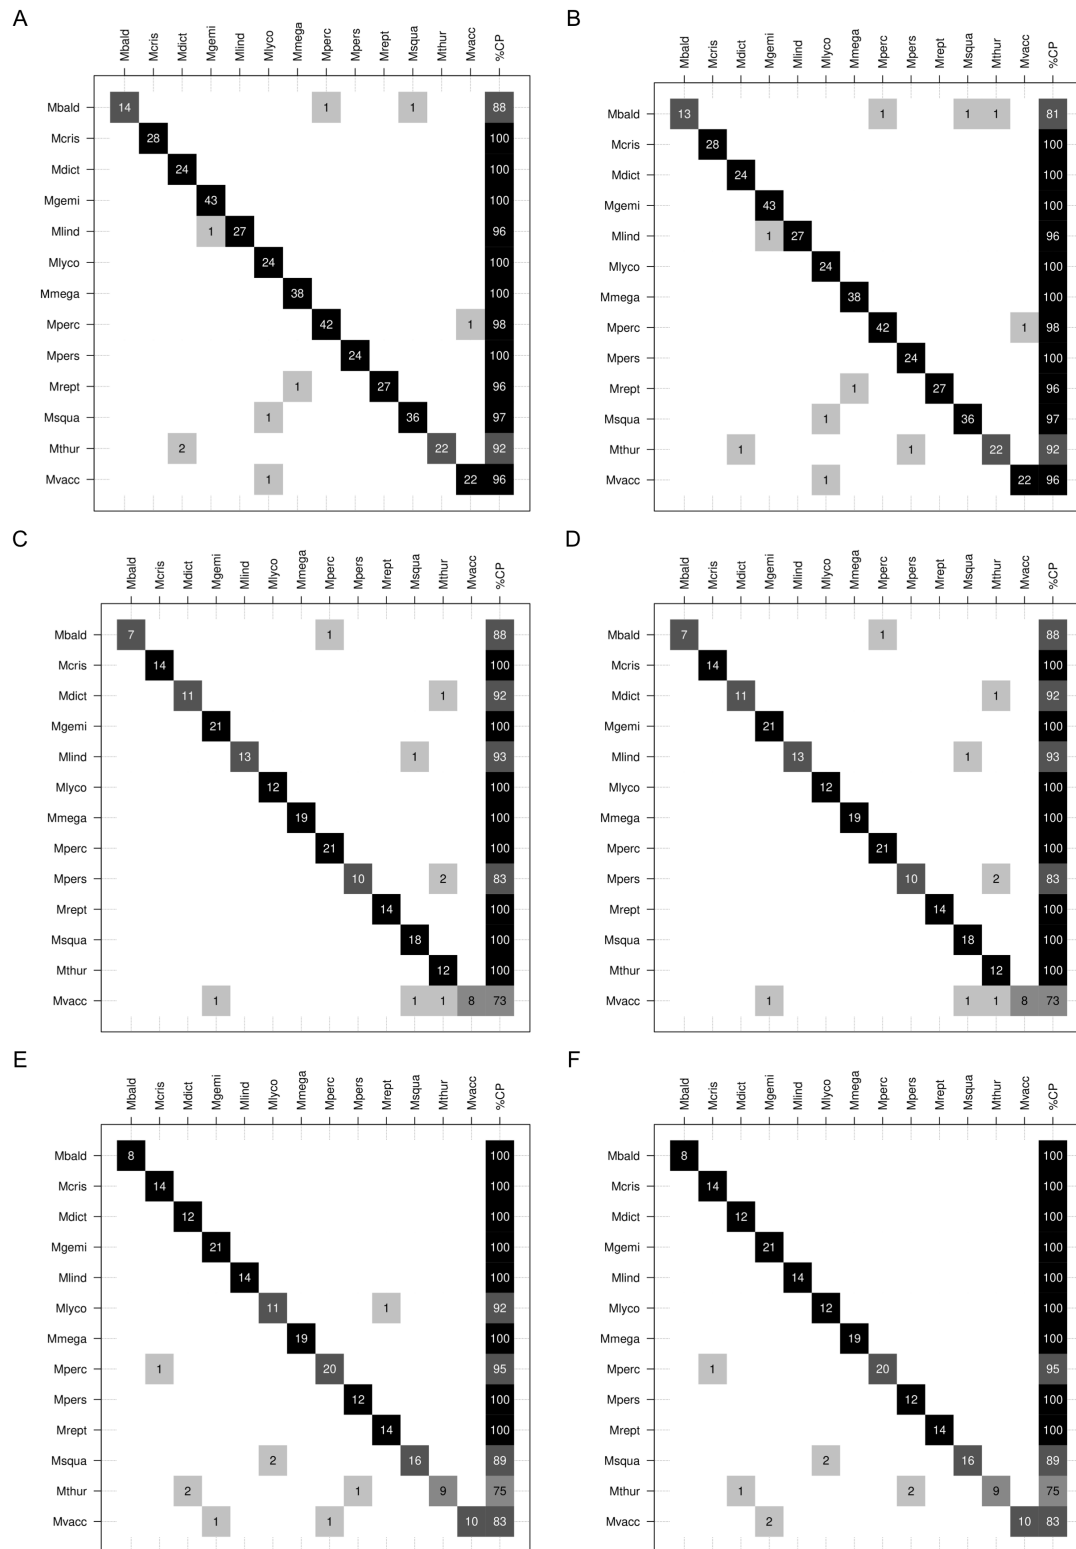 A
Mbald Mcris Mdict Mgemi Mlind Mlyco Mmega Mperc Mpers Mrept Msqua Mthur Mvacc %CP
Mbald 14 1 1 88
Mcris 28 100
Mdict 24 100
Mgemi 43 100
Mlind 1 27 96
Mlyco 24 100
Mmega 38 100
Mperc 42 1 98
Mpers 24 100
Mrept 1 27 96
Msqua 1 36 97
Mthur 2 22 92
Mvacc 1 22 96
B
Mbald Mcris Mdict Mgemi Mlind Mlyco Mmega Mperc Mpers Mrept Msqua Mthur Mvacc %CP
Mbald 13 1 1 1 81
Mcris 28 100
Mdict 24 100
Mgemi 43 100
Mlind 1 27 96
Mlyco 24 100
Mmega 38 100
Mperc 42 1 98
Mpers 24 100
Mrept 1 27 96
Msqua 1 36 97
Mthur 1 1 22 92
Mvacc 1 22 96
C
Mbald Mcris Mdict Mgemi Mlind Mlyco Mmega Mperc Mpers Mrept Msqua Mthur Mvacc %CP
Mbald 7 1 88
Mcris 14 100
Mdict 11 1 92
Mgemi 21 100
Mlind 13 1 93
Mlyco 12 100
Mmega 19 100
Mperc 21 100
Mpers 10 2 83
Mrept 14 100
Msqua 18 100
Mthur 12 100
Mvacc 1 1 1 8 73
D
Mbald Mcris Mdict Mgemi Mlind Mlyco Mmega Mperc Mpers Mrept Msqua Mthur Mvacc %CP
Mbald 7 1 88
Mcris 14 100
Mdict 11 1 92
Mgemi 21 100
Mlind 13 1 93
Mlyco 12 100
Mmega 19 100
Mperc 21 100
Mpers 10 2 83
Mrept 14 100
Msqua 18 100
Mthur 12 100
Mvacc 1 1 1 8 73
E
Mbald Mcris Mdict Mgemi Mlind Mlyco Mmega Mperc Mpers Mrept Msqua Mthur Mvacc %CP
Mbald 8 100
Mcris 14 100
Mdict 12 100
Mgemi 21 100
Mlind 14 100
Mlyco 11 1 92
Mmega 19 100
Mperc 1 20 95
Mpers 12 100
Mrept 14 100
Msqua 2 16 89
Mthur 2 1 9 75
Mvacc 1 1 10 83
F
Mbald Mcris Mdict Mgemi Mlind Mlyco Mmega Mperc Mpers Mrept Msqua Mthur Mvacc %CP
Mbald 8 100
Mcris 14 100
Mdict 12 100
Mgemi 21 100
Mlind 14 100
Mlyco 12 100
Mmega 19 100
Mperc 1 20 95
Mpers 12 100
Mrept 14 100
Msqua 2 16 89
Mthur 1 2 9 75
Mvacc 2 10 83